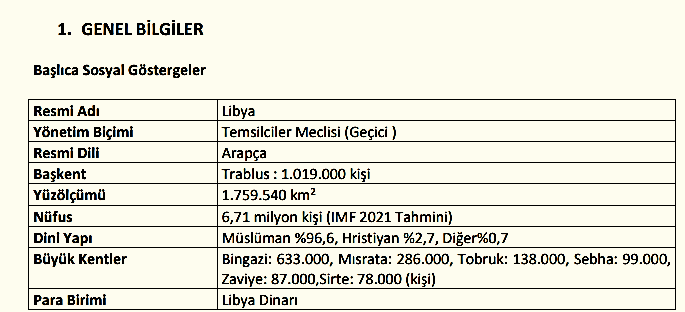 1. GENEL BİLGİLER
Başlıca Sosyal Göstergeler
Resmi Adı Libya
Yönetim Biçimi Temsilciler Meclisi (Geçici )
Resmi Dili Arapça
Başkent Trablus : 1.019.000 kişi
Yüzölçümü 1.759.540 km²
Nüfus 6,71 milyon kişi (IMF 2021 Tahmini)
Dini Yapı Müslüman %96,6, Hristiyan %2,7, Diğer%0,7
Büyük Kentler Bingazi: 633.000, Mısrata: 286.000, Tobruk: 138.000, Sebha: 99.000,
Zaviye: 87.000,Sirte: 78.000 (kişi)
Para Birimi Libya Dinarı